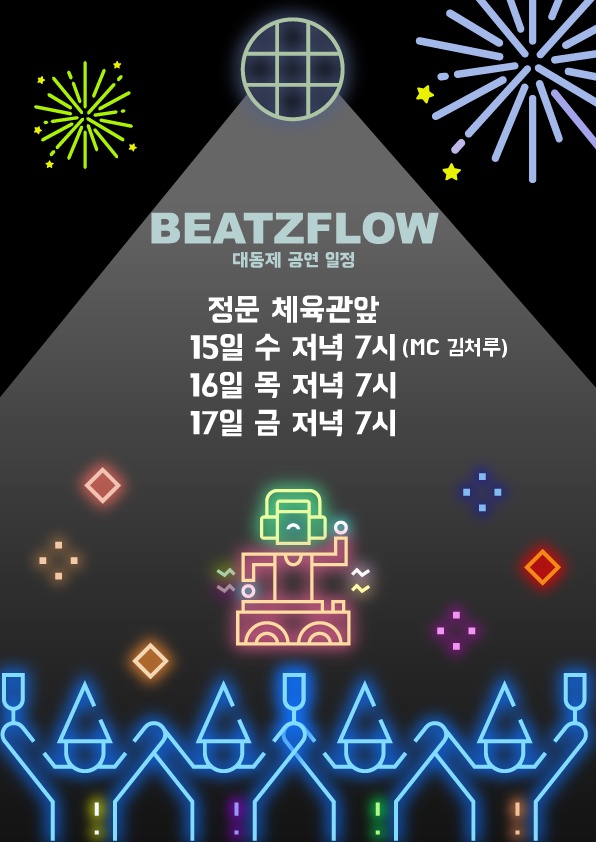 BEATZFLOW
대동제 공연 일정
정문 체육관앞
15일 수 저녁 7시 (MC 김처루)
16일 목 저녁 7시
17일 금 저녁 7시